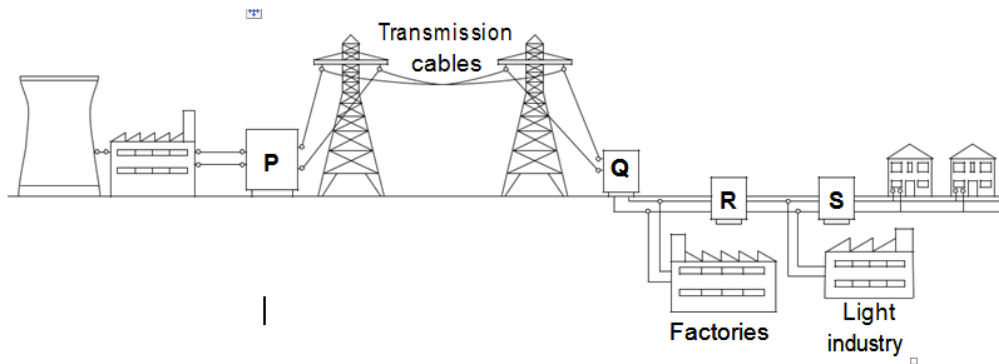 Transmission
cables
P
Q
R
S
Factories
Light
industry